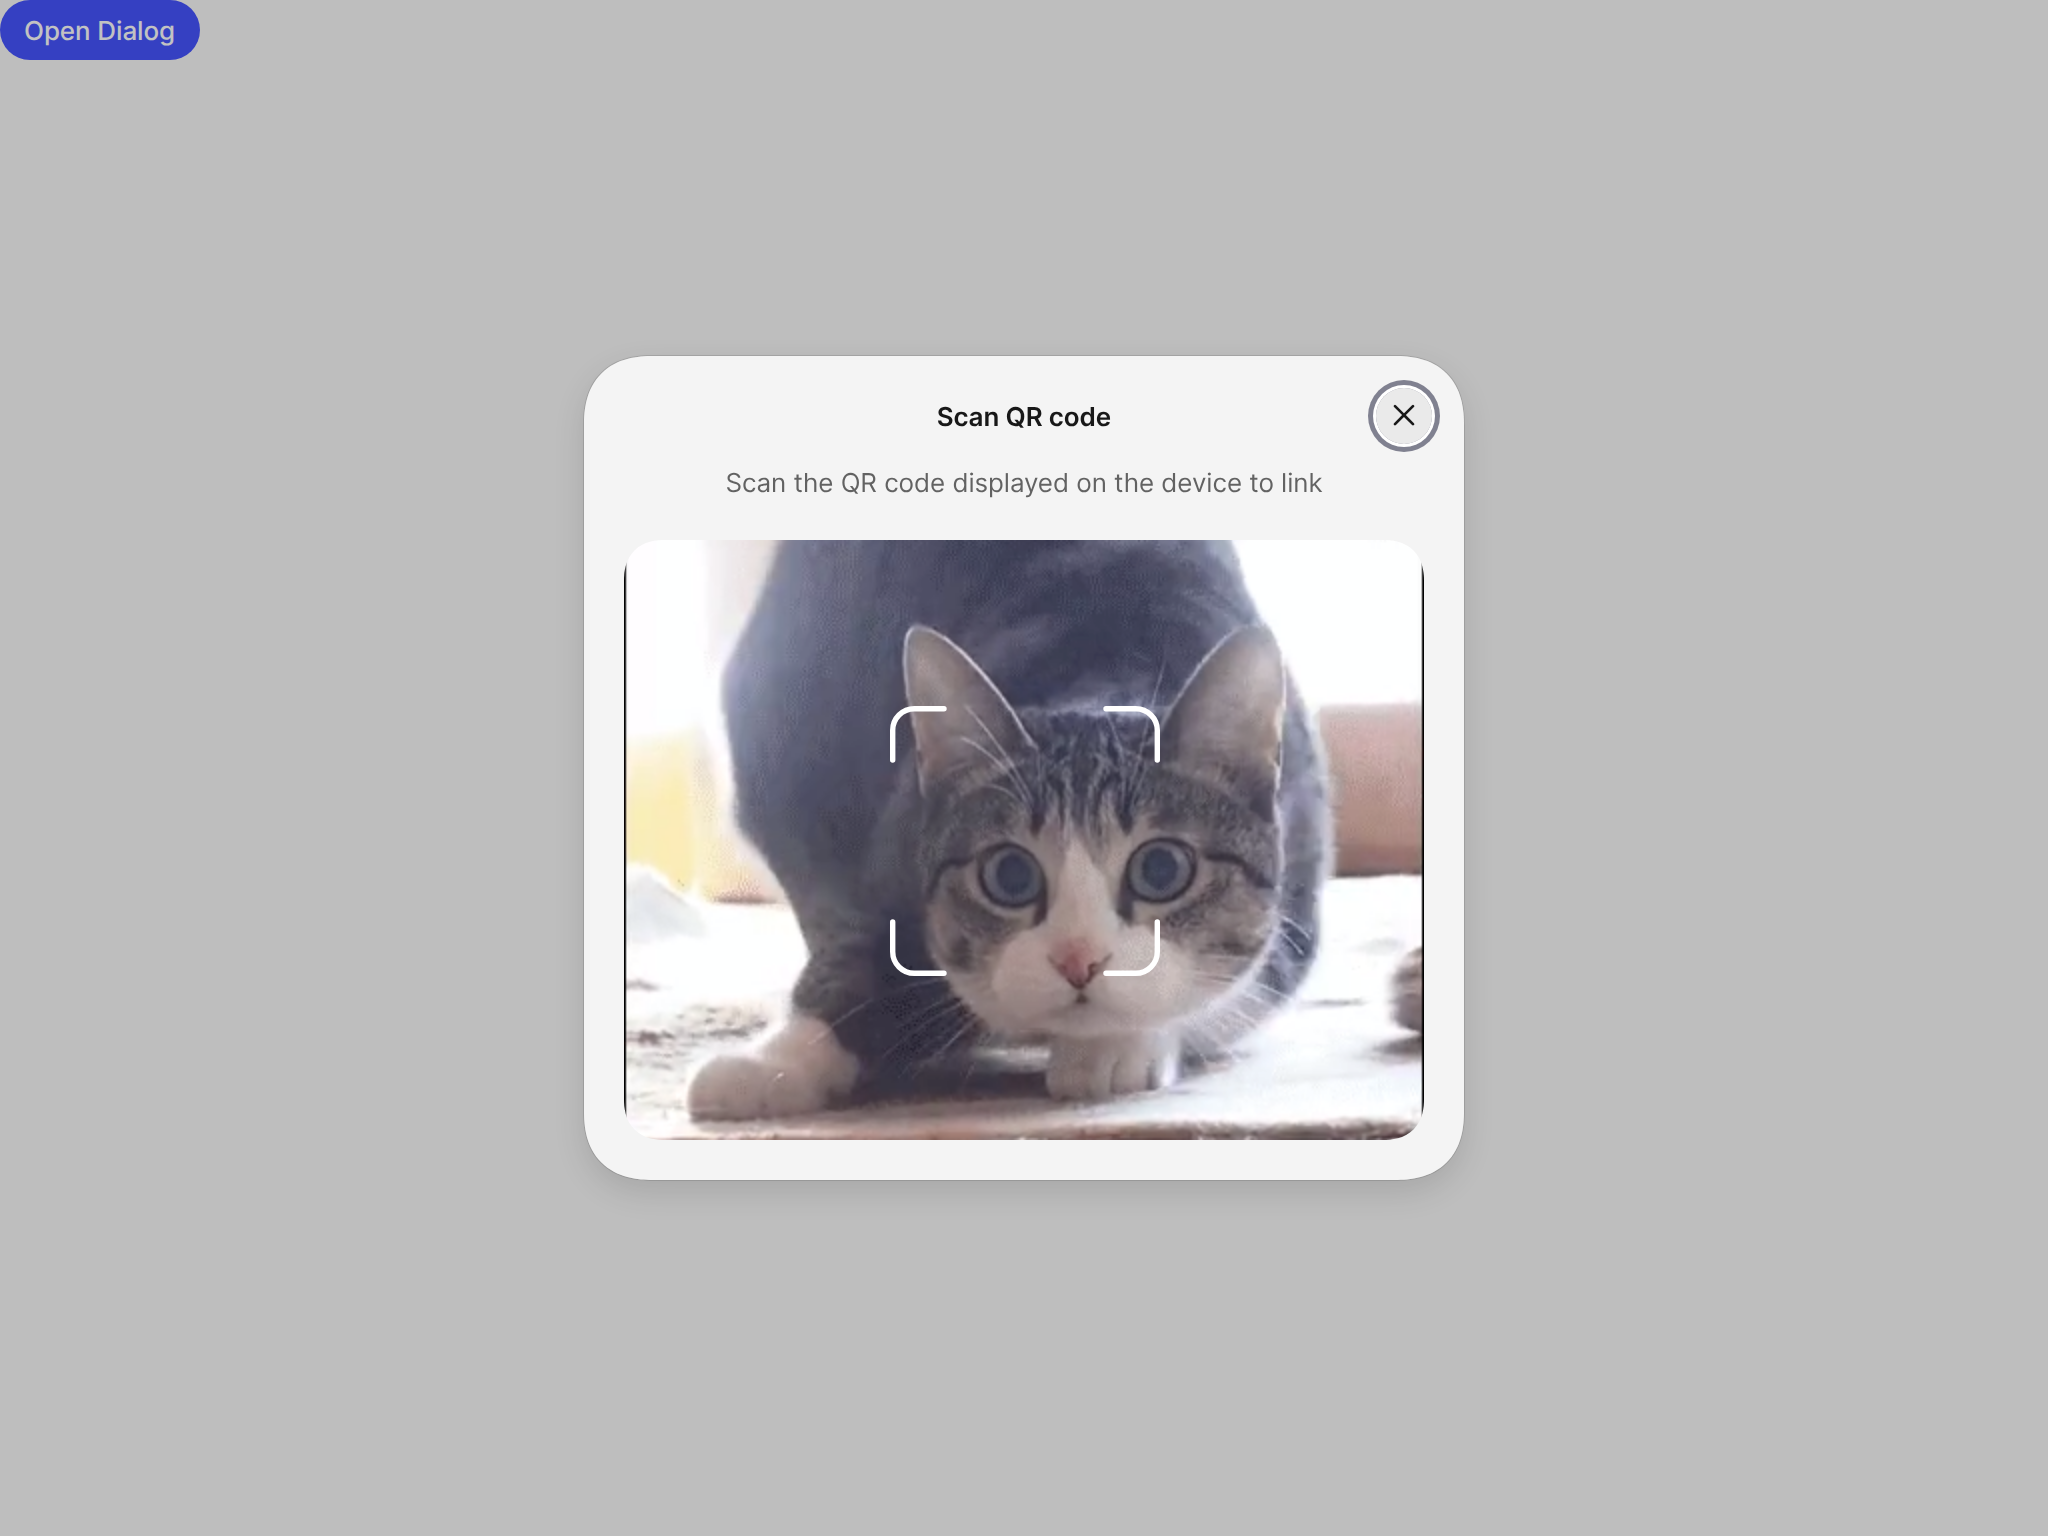 Open Dialog
Scan QR code
Scan the QR code displayed on the device to link